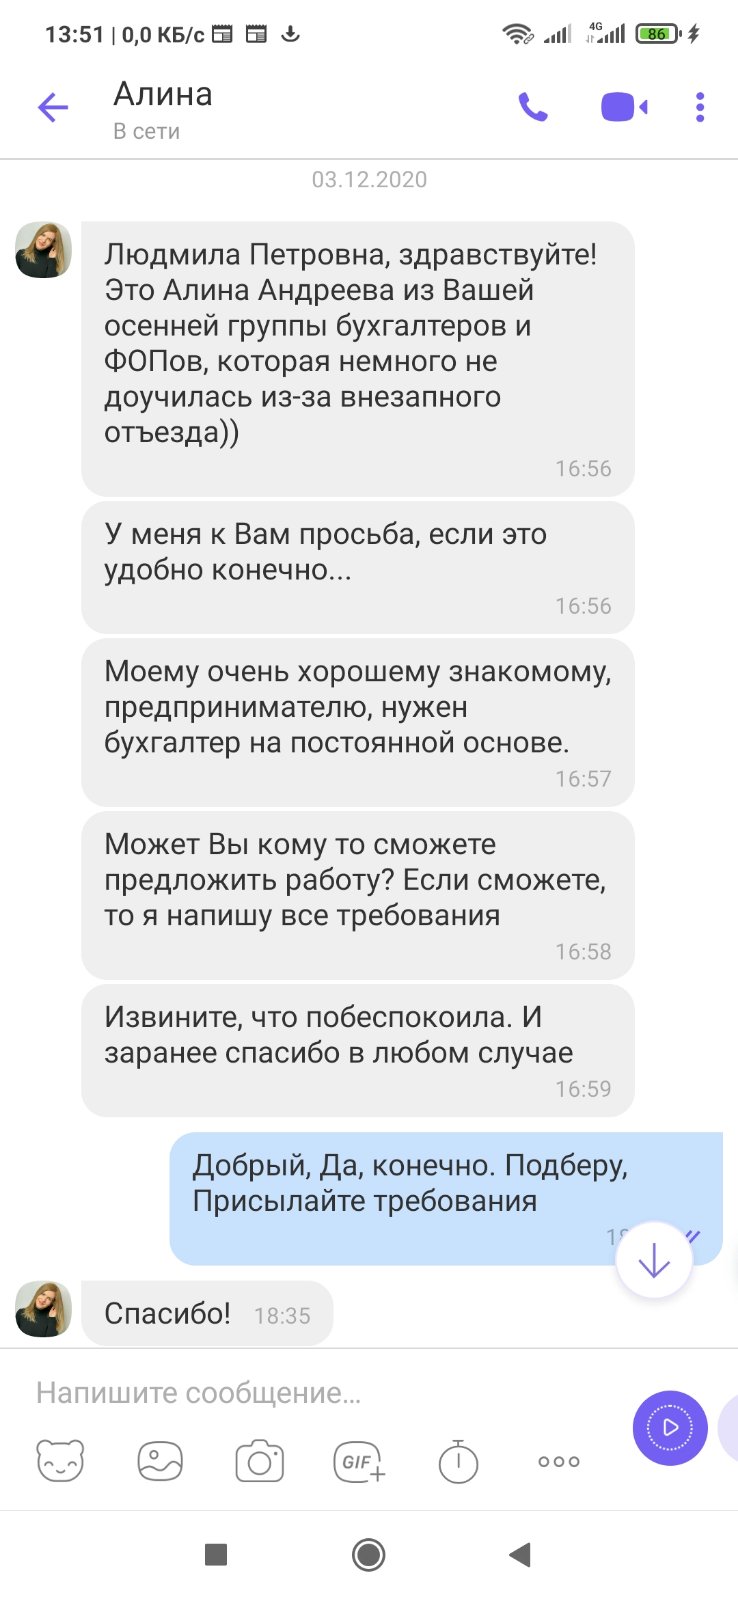 13:51 | 0,0 КБ/с
4G
86
Алина
В сети
03.12.2020
Людмила Петровна, здравствуйте!
Это Алина Андреева из Вашей
осенней группы бухгалтеров и
ФОПов, которая немного не
доучилась из-за внезапного
отъезда))
16:56
У меня к Вам просьба, если это
удобно конечно...
16:56
Моему очень хорошему знакомому,
предпринимателю, нужен
бухгалтер на постоянной основе.
16:57
Может Вы кому то сможете
предложить работу? Если сможете,
то я напишу все требования
16:58
Извините, что побеспокоила. И
заранее спасибо в любом случае
16:59
Добрый, Да, конечно. Подберу,
Присылайте требования
Спасибо! 18:35
Напишите сообщение...
GIF